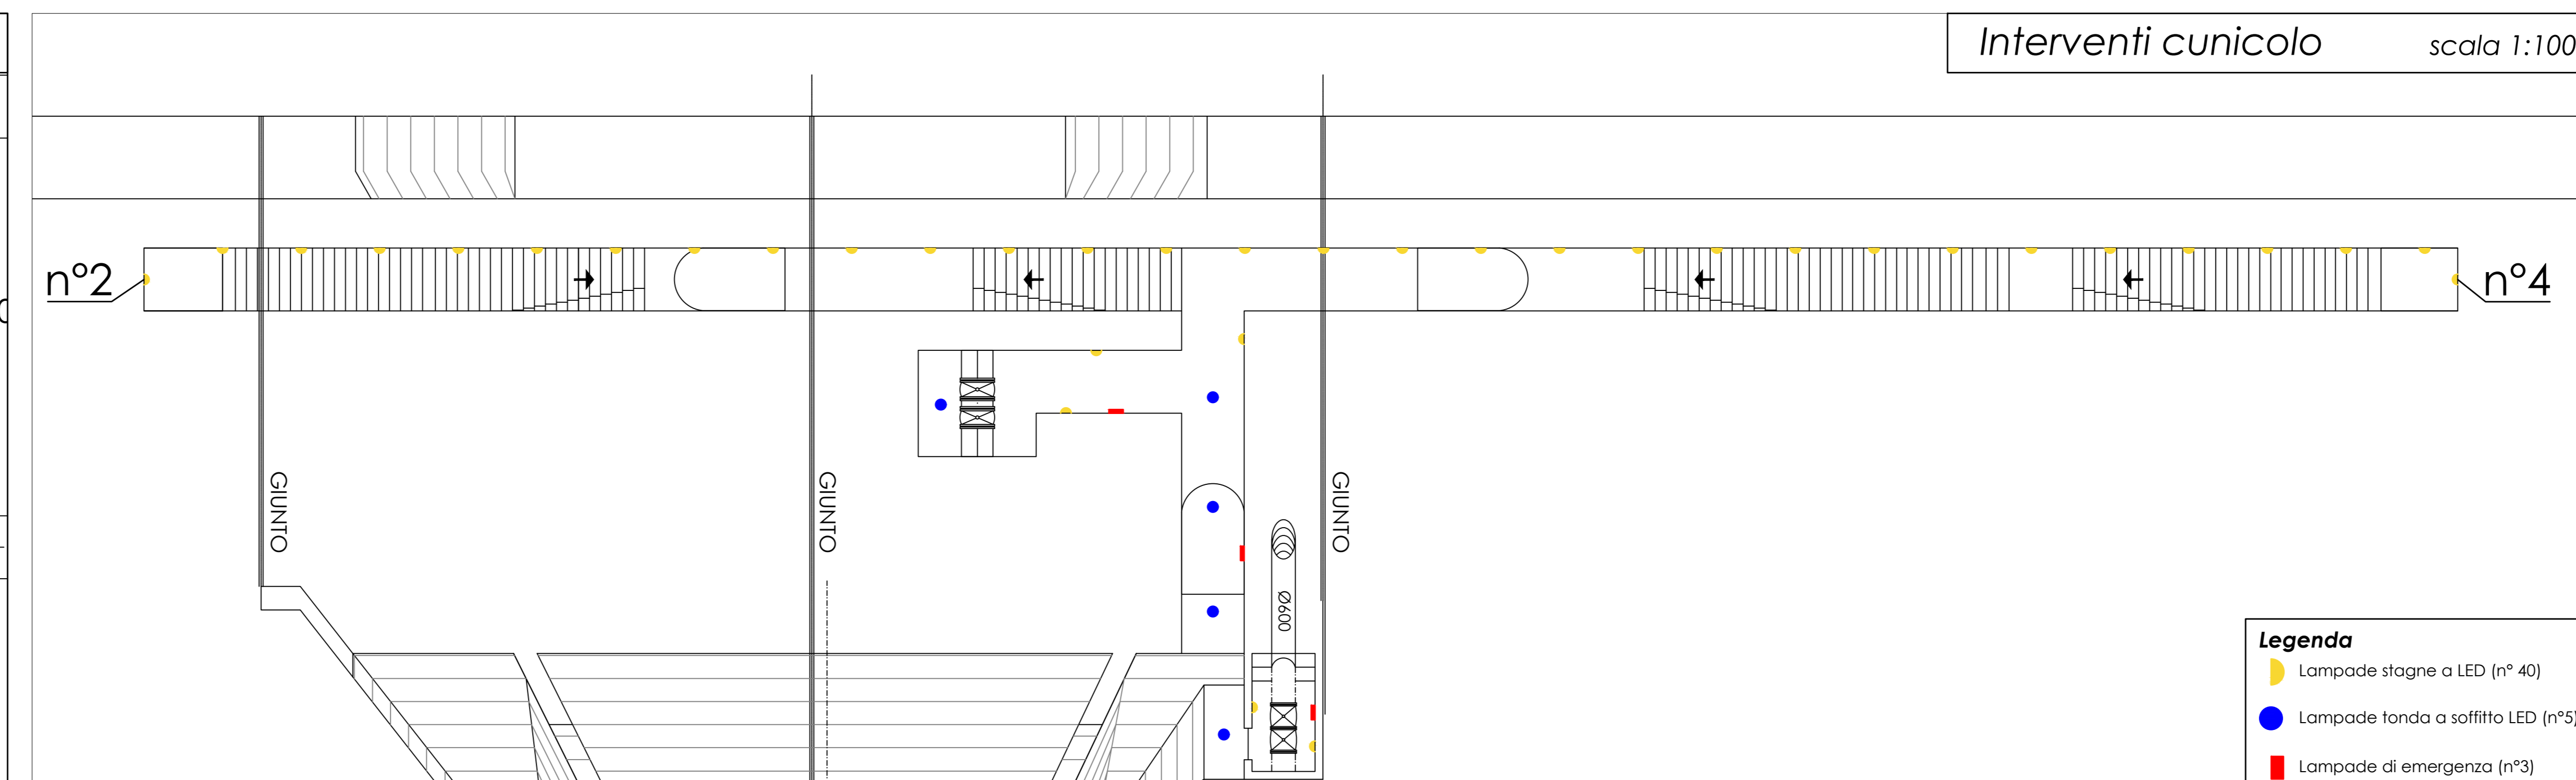 Interventi cunicolo scala 1:100
n°2
n°4
GIUNTO
GIUNTO
GIUNTO
Ø600
Legenda
Lampade stagne a LED (n° 40)
Lampade tonda a soffitto LED (n°5)
Lampade di emergenza (n°3)